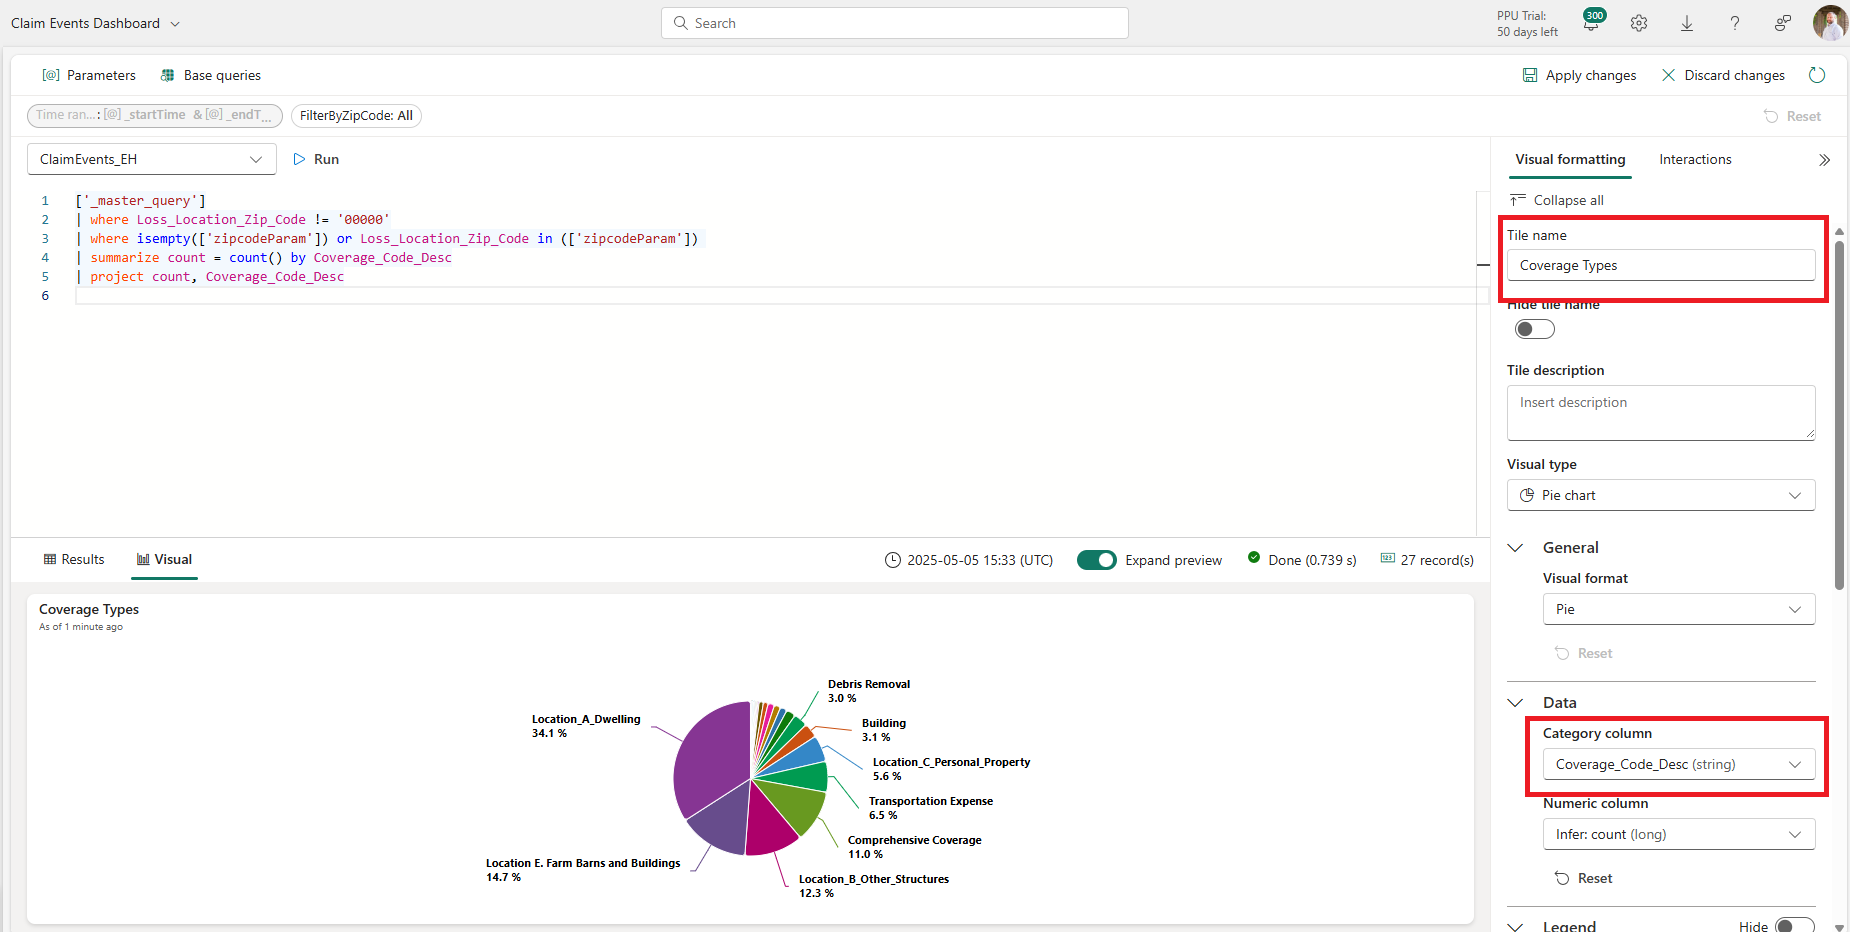 Claim Events Dashboard
Search
PPU Trial:
50 days left
300
Parameters
Base queries
Apply changes
Discard changes
Time ran...: [@] _startTime & [@] _endT...
FilterByZipCode: All
Reset
ClaimEvents_EH
Run
1 ['_master_query']
2 | where Loss_Location_Zip_Code != '00000'
3 | where isempty(['zipcodeParam']) or Loss_Location_Zip_Code in (['zipcodeParam'])
4 | summarize count = count() by Coverage_Code_Desc
5 | project count, Coverage_Code_Desc
6
Visual formatting
Interactions
Collapse all
Tile name
Coverage Types
Hide tile name
Tile description
Insert description
Visual type
Pie chart
General
Visual format
Pie
Reset
Data
Category column
Coverage_Code_Desc (string)
Numeric column
Infer: count (long)
Reset
Legend
Hide
Results
Visual
2025-05-05 15:33 (UTC)
Expand preview
Done (0.739 s)
27 record(s)
Coverage Types
As of 1 minute ago
Debris Removal
3.0 %
Building
3.1 %
Location_C_Personal_Property
5.6 %
Transportation Expense
6.5 %
Comprehensive Coverage
11.0 %
Location_B_Other_Structures
12.3 %
Location E. Farm Barns and Buildings
14.7 %
Location_A_Dwelling
34.1 %